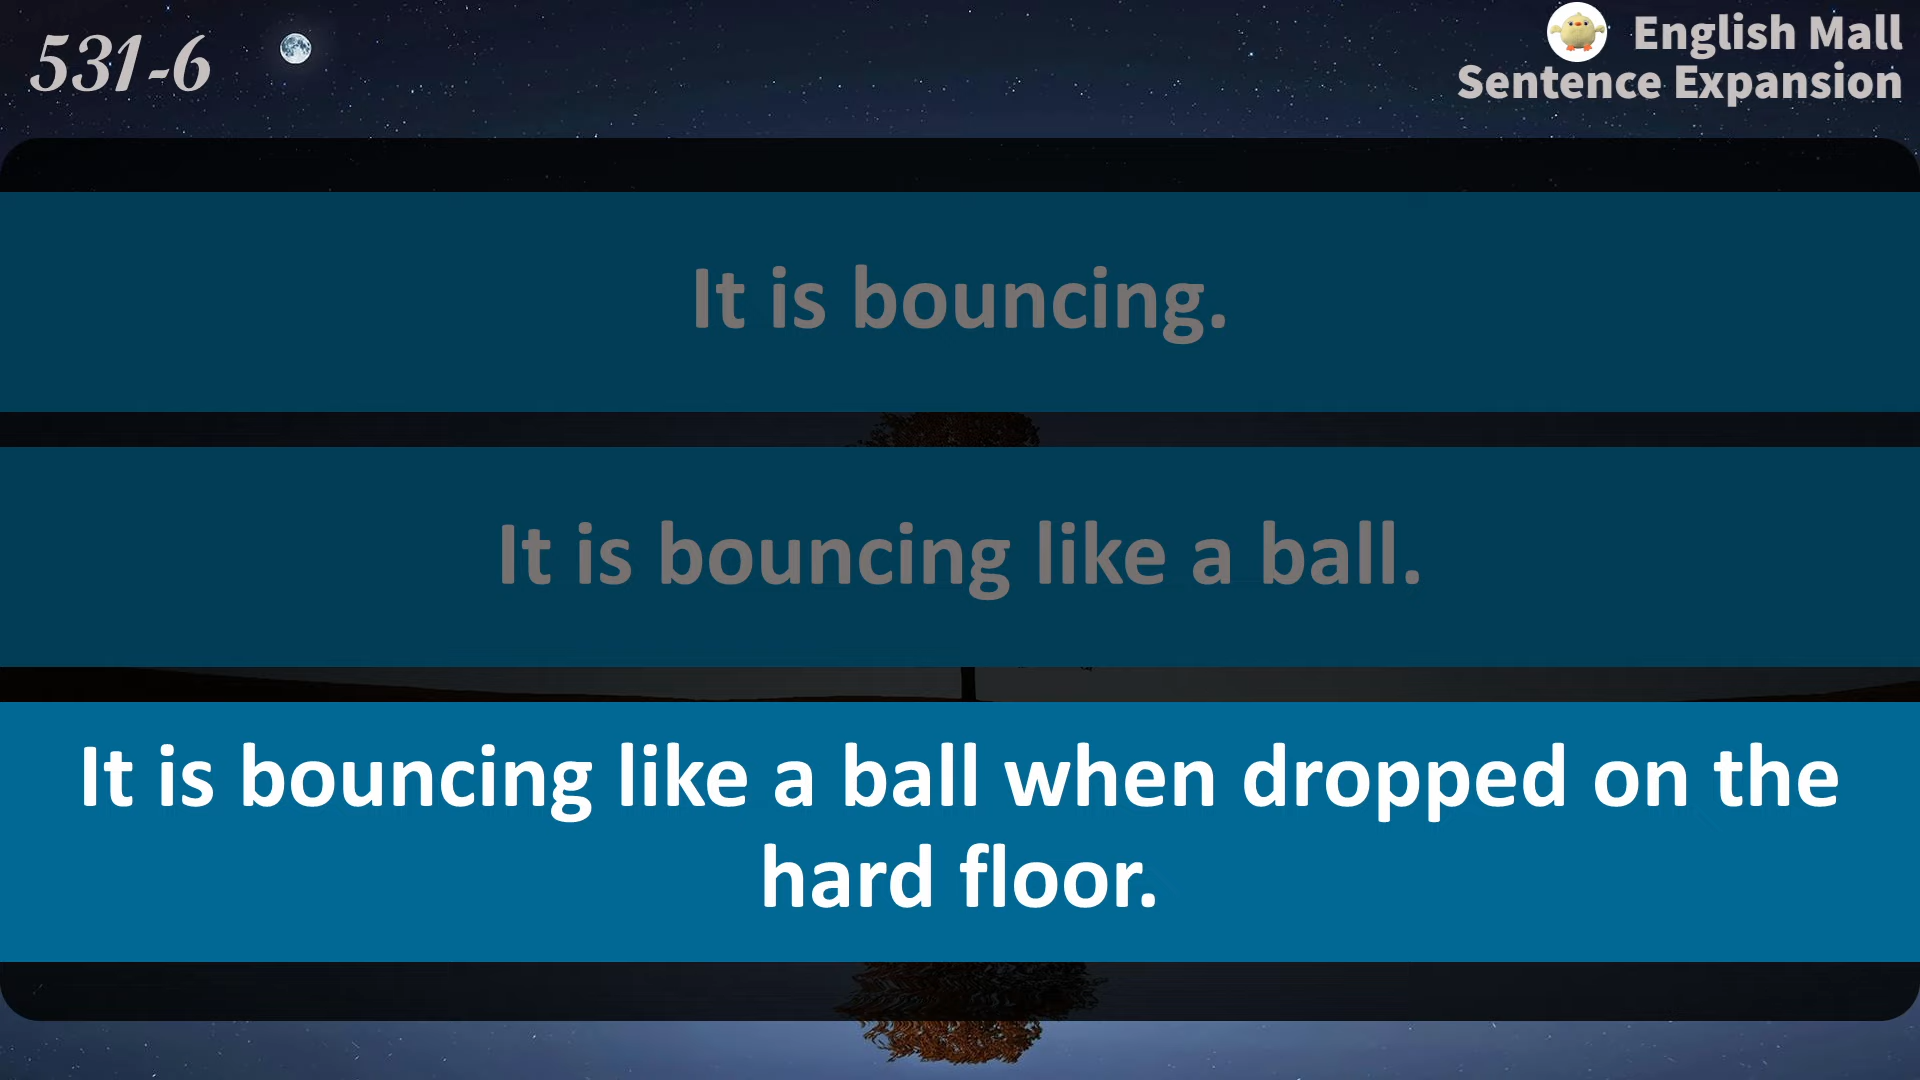 531-6
English Mall
Sentence Expansion
It is bouncing.
It is bouncing like a ball.
It is bouncing like a ball when dropped on the
hard floor.